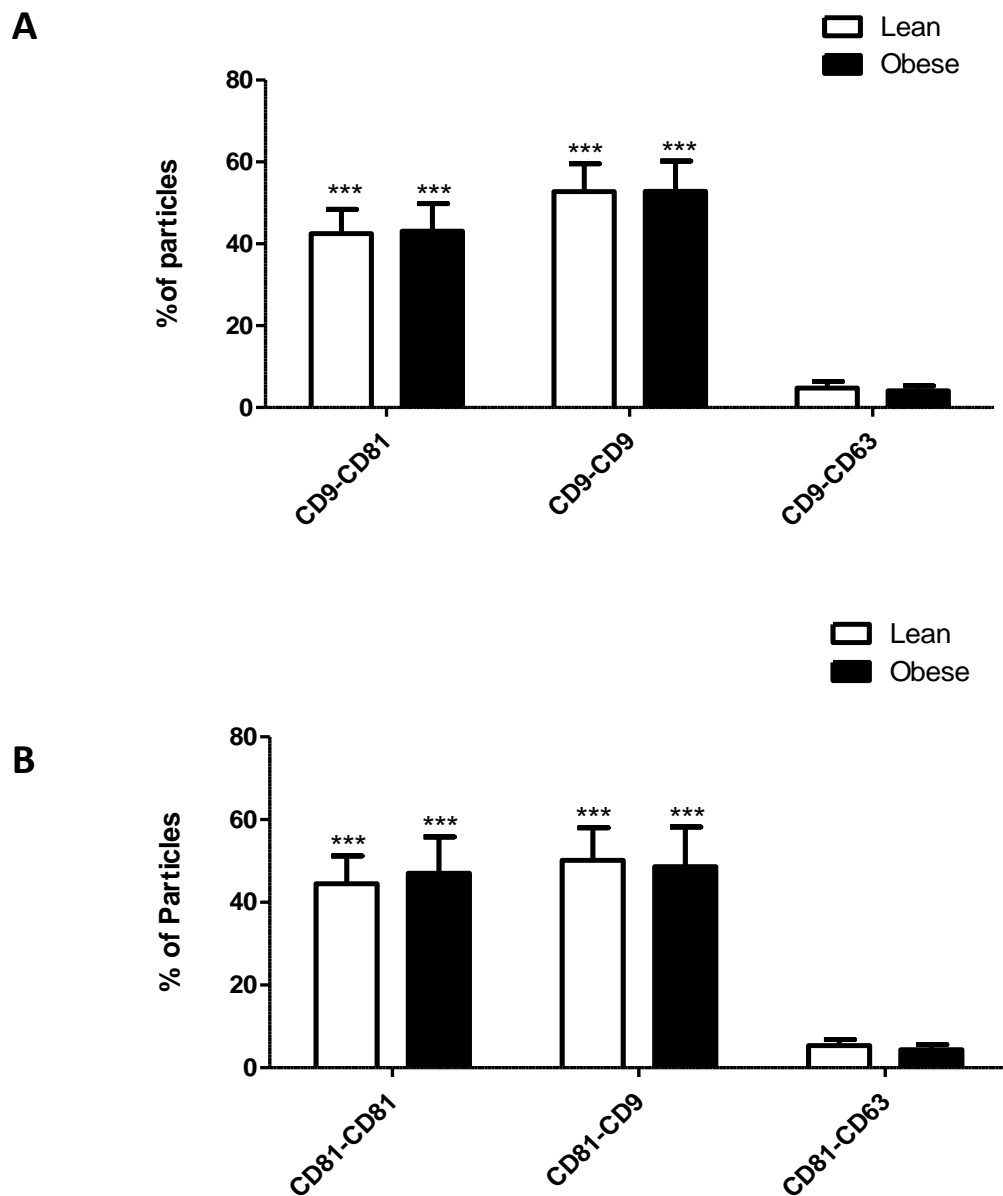 A
Lean
Obese
%of particles
80
60
40
20
0
*** *** *** ***
CD9-CD81
CD9-CD9
CD9-CD63
Lean
Obese
B
% of Particles
80
60
40
20
0
*** *** *** ***
CD81-CD81
CD81-CD9
CD81-CD63